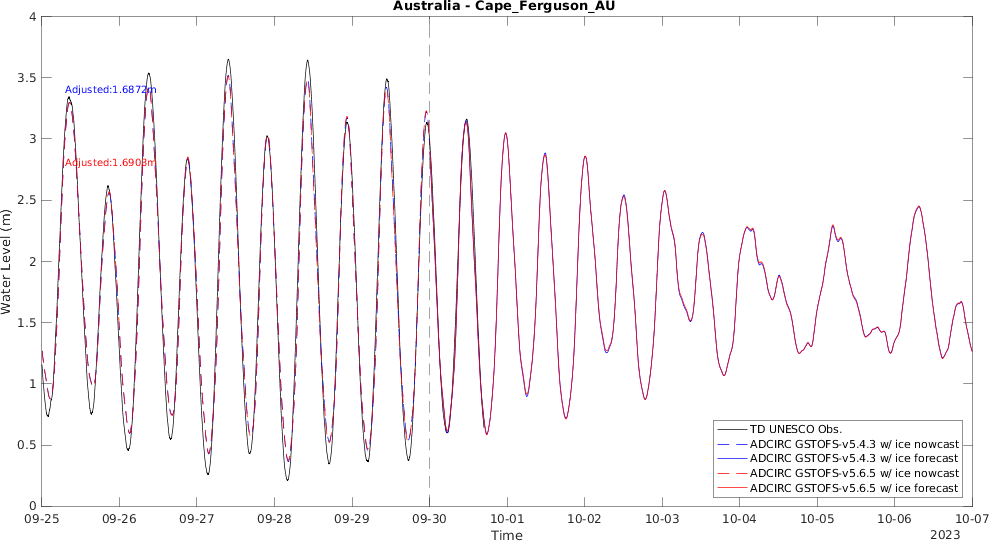 Australia - Cape_Ferguson_AU
4
3.5
3
2.5
2
1.5
1
0.5
0
Water Level (m)
Adjusted:1.6872m
Adjusted:1.6903m
TD UNESCO Obs.
ADCIRC GSTOFS-v5.4.3 w/ ice nowcast
ADCIRC GSTOFS-v5.4.3 w/ ice forecast
ADCIRC GSTOFS-v5.6.5 w/ ice nowcast
ADCIRC GSTOFS-v5.6.5 w/ ice forecast
09-25 09-26 09-27 09-28 09-29 09-30 10-01 10-02 10-03 10-04 10-05 10-06 10-07
Time
2023